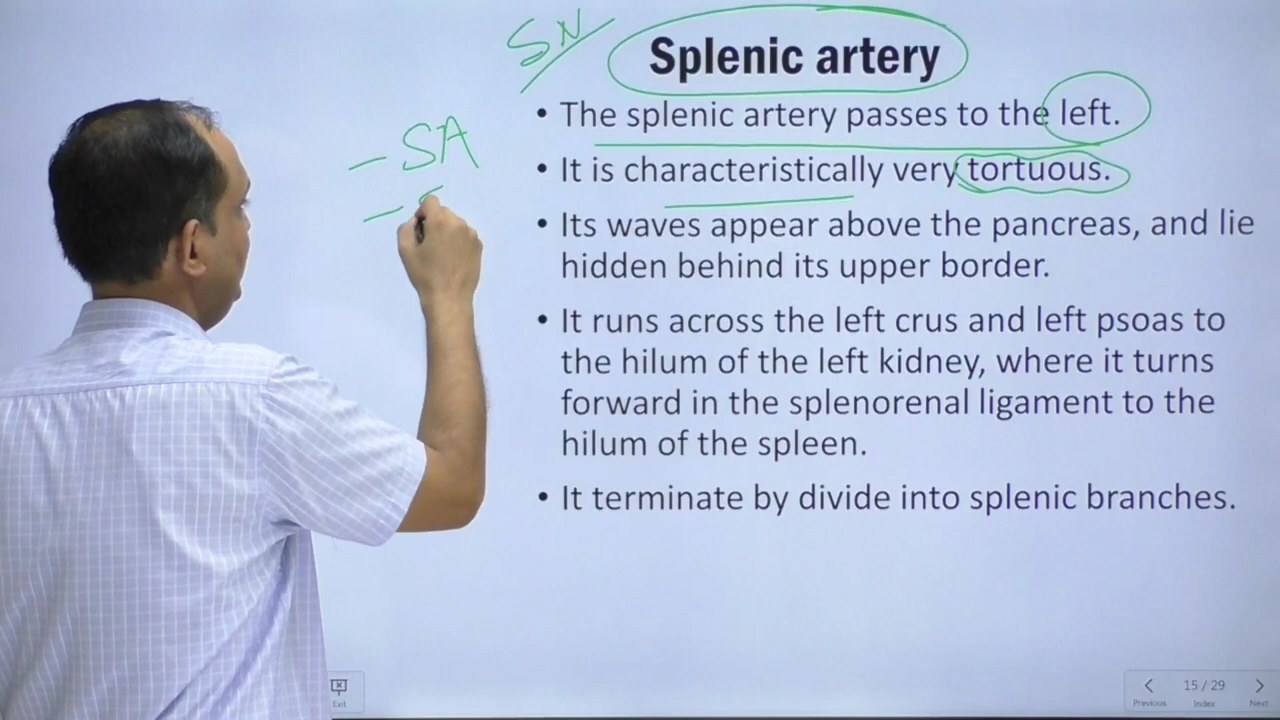 SN
Splenic artery
• The splenic artery passes to the left.
- SA
• It is characteristically very tortuous.
• Its waves appear above the pancreas, and lie
hidden behind its upper border.
• It runs across the left crus and left psoas to
the hilum of the left kidney, where it turns
forward in the splenorenal ligament to the
hilum of the spleen.
• It terminate by divide into splenic branches.
Exit
15 / 29
Previous
Index
Next